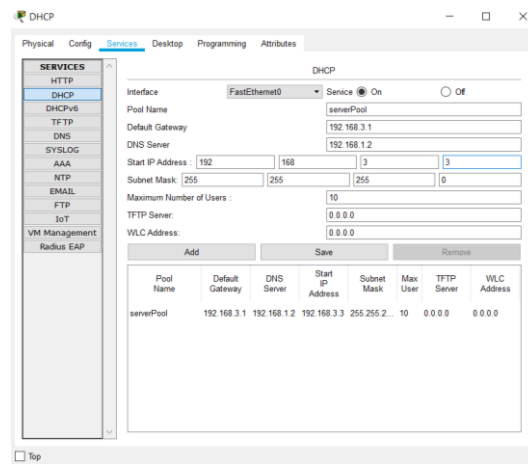 DHCP
Physical Config Services Desktop Programming Attributes
SERVICES
HTTP
DHCP
DHCPv6
TFTP
DNS
SYSLOG
AAA
NTP
EMAIL
FTP
IoT
VM Management
Radius EAP
DHCP
Interface FastEthernet0 Service On Off
Pool Name serverPool
Default Gateway 192.168.3.1
DNS Server 192.168.1.2
Start IP Address : 192 168 3 3
Subnet Mask: 255 255 255 0
Maximum Number of Users : 10
TFTP Server: 0.0.0.0
WLC Address: 0.0.0.0
Add Save Remove
Pool Name Default Gateway DNS Server Start IP Address Subnet Mask Max User TFTP Server WLC Address
serverPool 192.168.3.1 192.168.1.2 192.168.3.3 255.255.2... 10 0.0.0.0 0.0.0.0
Top